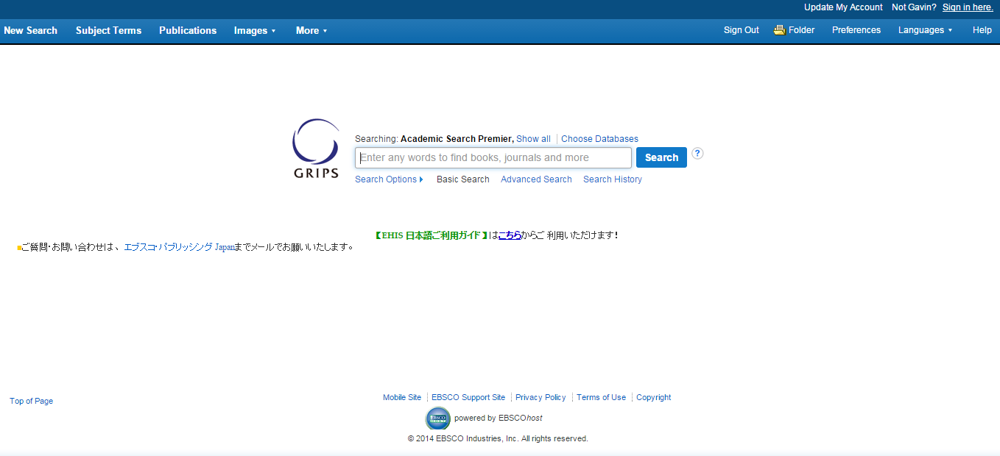 Update My Account Not Gavin? Sign in here.
New Search Subject Terms Publications Images More Sign Out Folder Preferences Languages Help
GRIPS
Searching: Academic Search Premier, Show all Choose Databases
Enter any words to find books, journals and more Search ?
Search Options Basic Search Advanced Search Search History
【EHIS 日本語ご利用ガイド】はこちらからご利用いただけます!
■ご質問・お問い合わせは、エブスコ・パブリッシング Japanまでメールでお願いいたします。
Mobile Site EBSCO Support Site Privacy Policy Terms of Use Copyright
Top of Page
EBSCO HOST powered by EBSCOhost
© 2014 EBSCO Industries, Inc. All rights reserved.